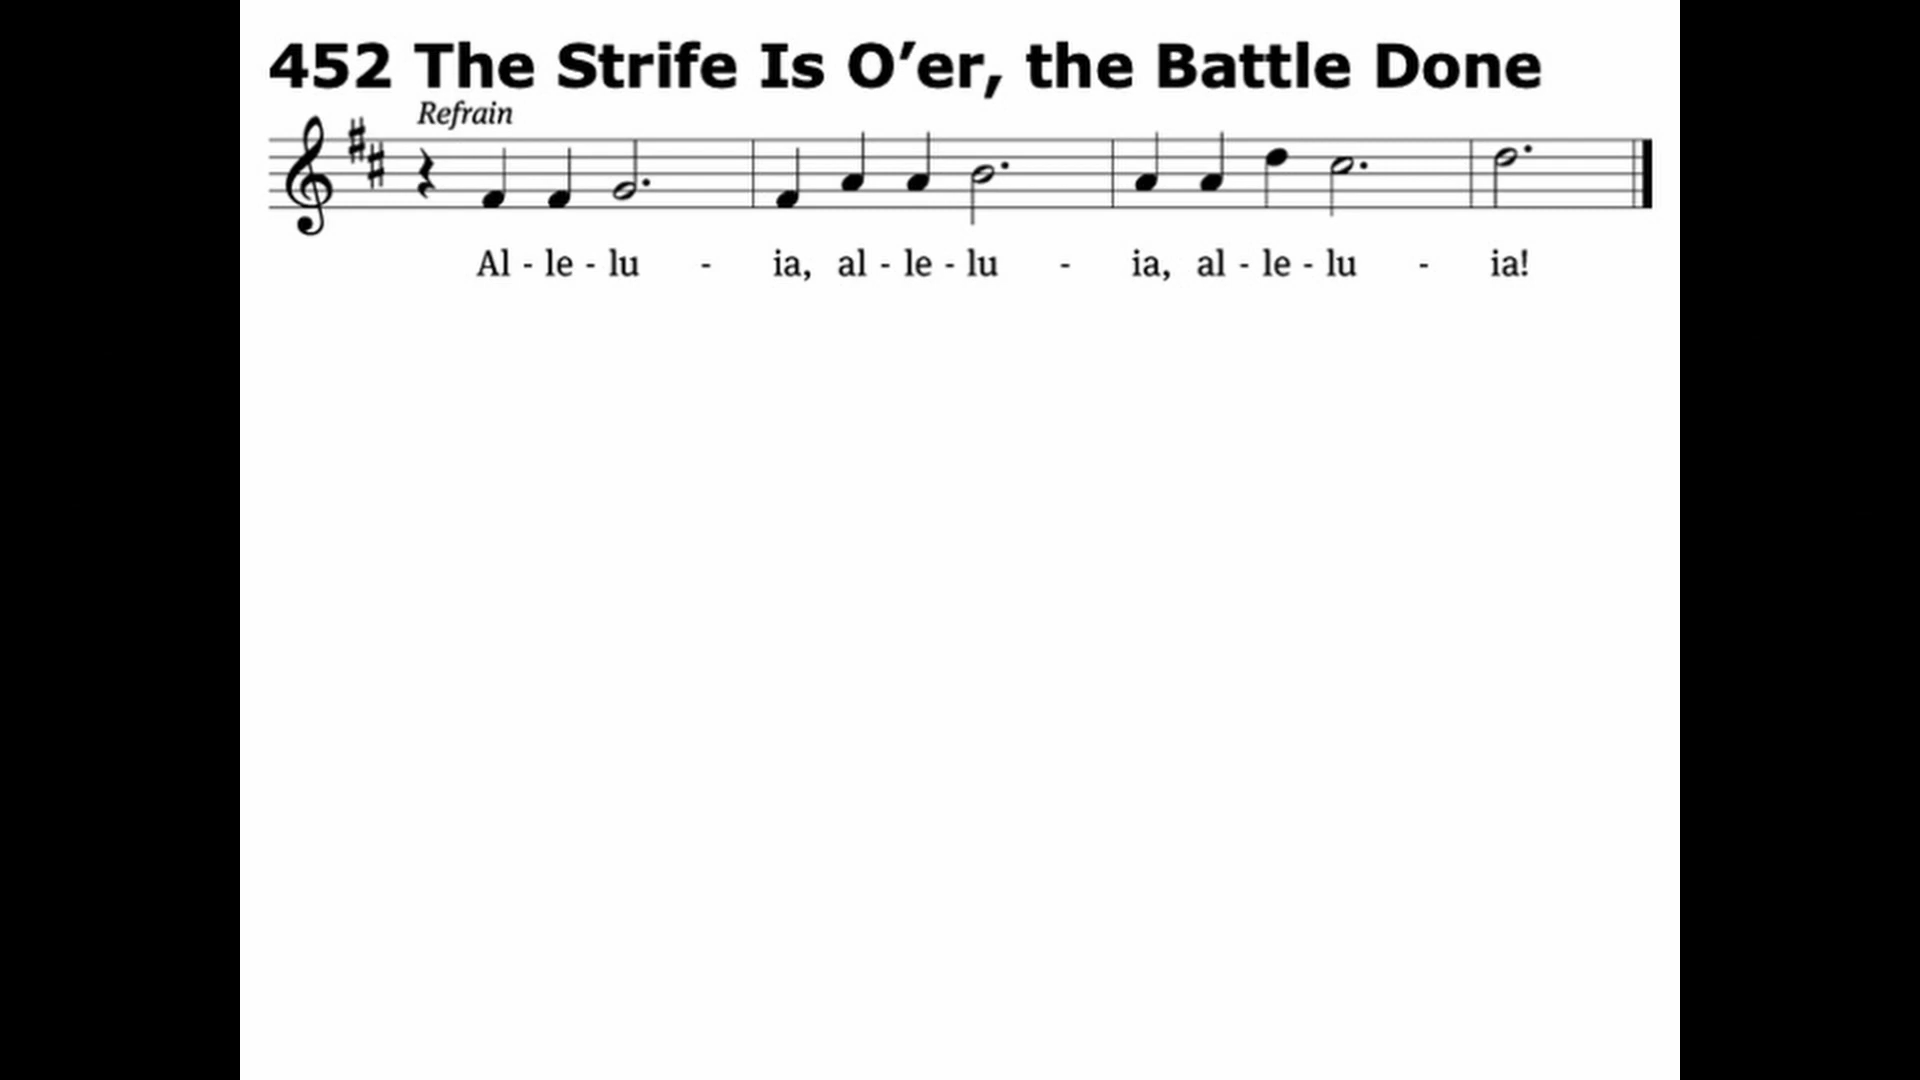 452 The Strife Is O’er, the Battle Done
Refrain
Al - le - lu - ia, al - le - lu - ia, al - le - lu - ia!